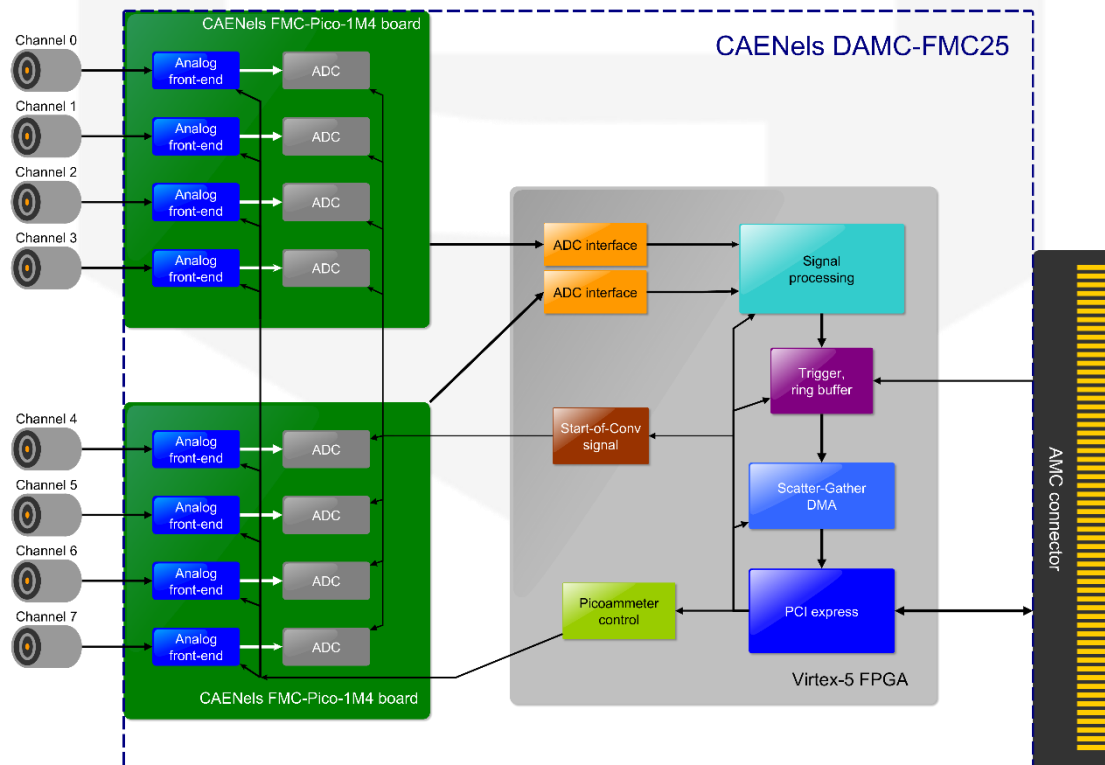 CAENels FMC-Pico-1M4 board
CAENels DAMC-FMC25
Channel 0
Analog
front-end
ADC
Channel 1
Analog
front-end
ADC
Channel 2
Analog
front-end
ADC
Channel 3
Analog
front-end
ADC
ADC interface
ADC interface
Signal
processing
Trigger,
ring buffer
Start-of-Conv
signal
Scatter-Gather
DMA
Picoammeter
control
PCI express
Virtex-5 FPGA
AMC connector
Channel 4
Analog
front-end
ADC
Channel 5
Analog
front-end
ADC
Channel 6
Analog
front-end
ADC
Channel 7
Analog
front-end
ADC
CAENels FMC-Pico-1M4 board